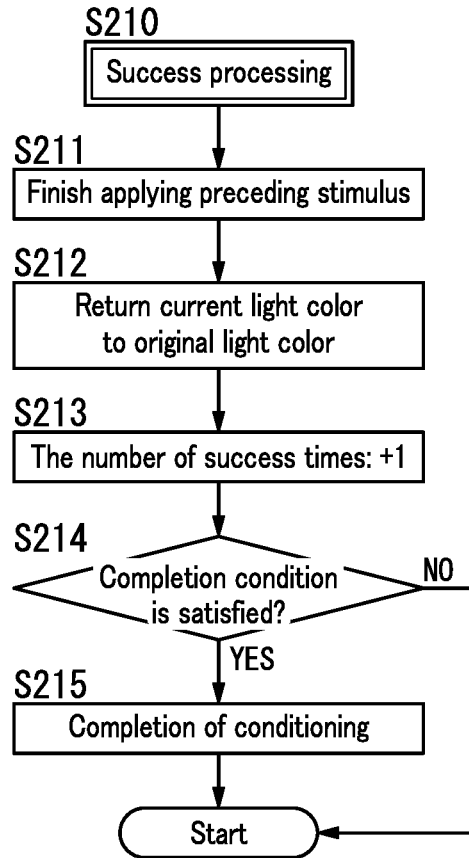 S210
Success processing
S211
Finish applying preceding stimulus
S212
Return current light color
to original light color
S213
The number of success times: +1
S214
Completion condition
is satisfied?
NO
YES
S215
Completion of conditioning
Start